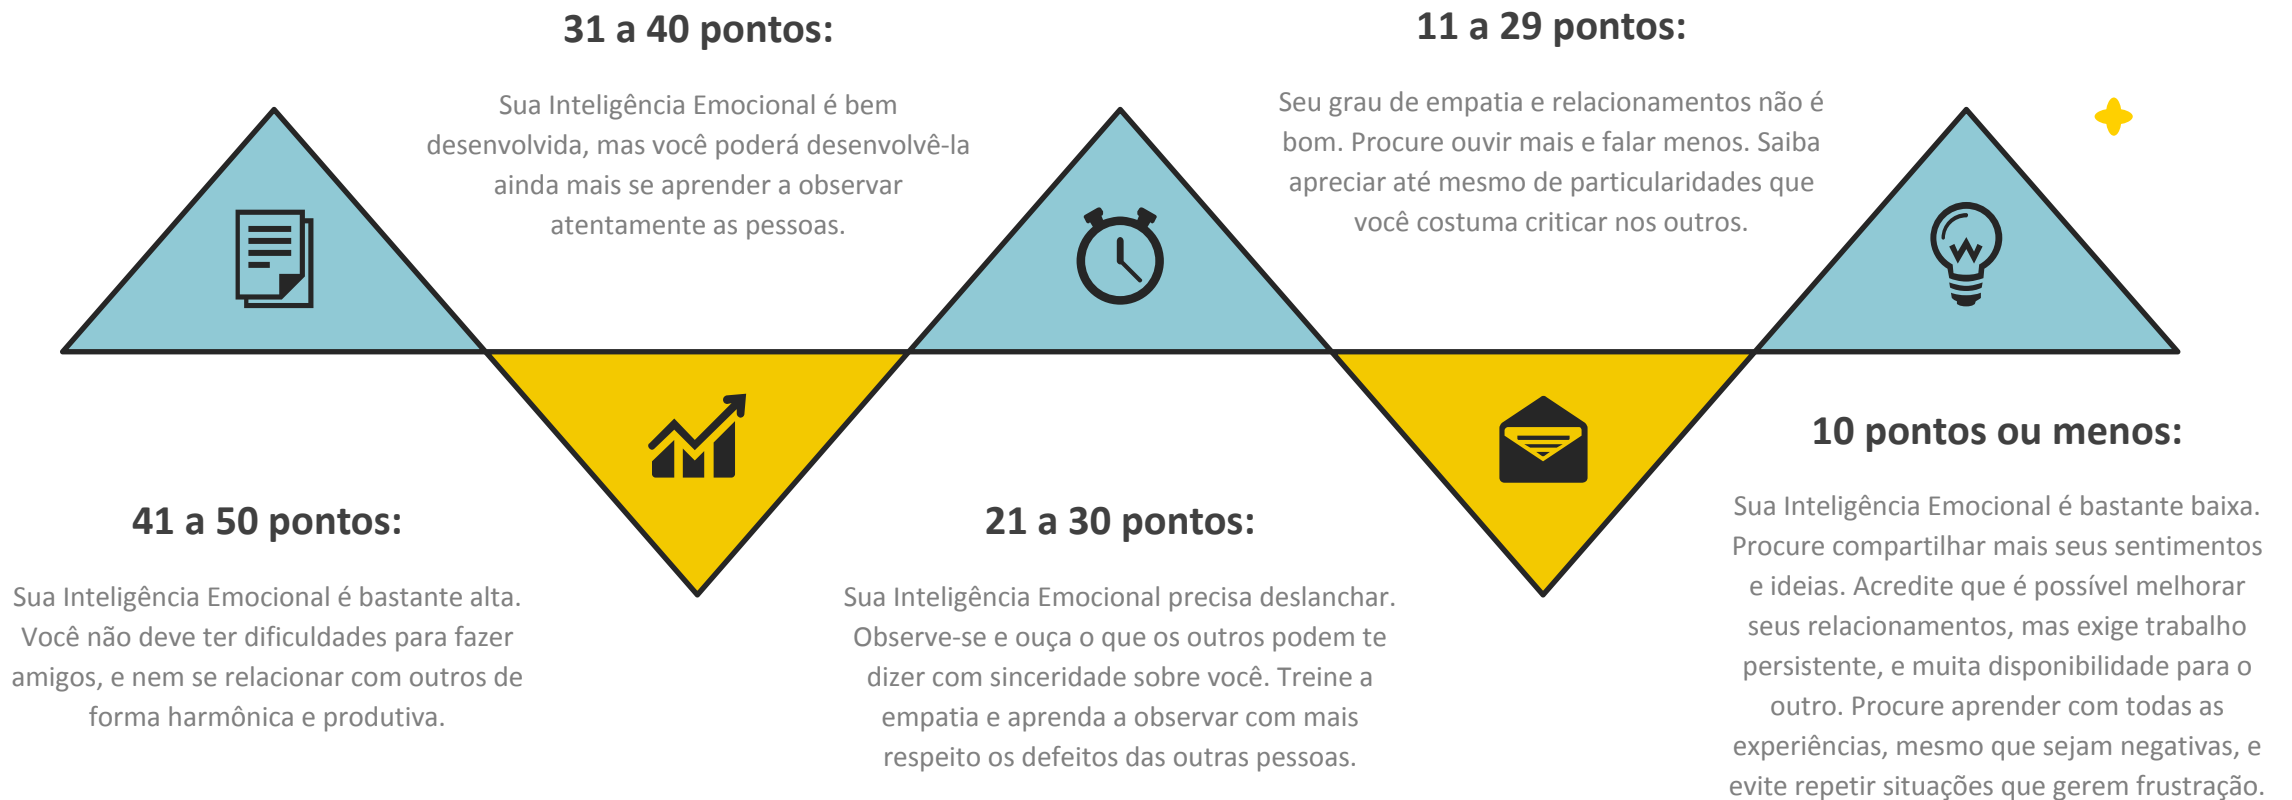 41 a 50 pontos:
Sua Inteligência Emocional é bastante alta.
Você não deve ter dificuldades para fazer
amigos, e nem se relacionar com outros de
forma harmônica e produtiva.
31 a 40 pontos:
Sua Inteligência Emocional é bem
desenvolvida, mas você poderá desenvolvê-la
ainda mais se aprender a observar
atentamente as pessoas.
21 a 30 pontos:
Sua Inteligência Emocional precisa deslanchar.
Observe-se e ouça o que os outros podem te
dizer com sinceridade sobre você. Treine a
empatia e aprenda a observar com mais
respeito os defeitos das outras pessoas.
11 a 29 pontos:
Seu grau de empatia e relacionamentos não é
bom. Procure ouvir mais e falar menos. Saiba
apreciar até mesmo de particularidades que
você costuma criticar nos outros.
10 pontos ou menos:
Sua Inteligência Emocional é bastante baixa.
Procure compartilhar mais seus sentimentos
e ideias. Acredite que é possível melhorar
seus relacionamentos, mas exige trabalho
persistente, e muita disponibilidade para o
outro. Procure aprender com todas as
experiências, mesmo que sejam negativas, e
evite repetir situações que gerem frustração.